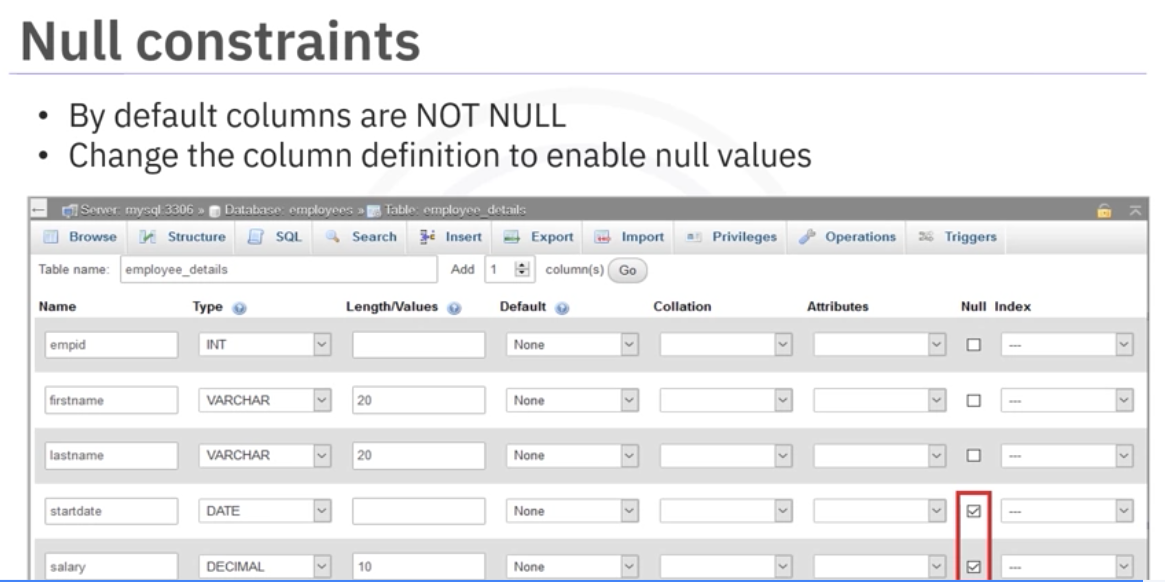 Null constraints
• By default columns are NOT NULL
• Change the column definition to enable null values
Server: mysql:3306 » Database: employees » Table: employee_details
Browse Structure SQL Search Insert Export Import Privileges Operations Triggers
Table name: employee_details Add 1 column(s) Go
Name Type Length/Values Default Collation Attributes Null Index
empid INT None ---
firstname VARCHAR 20 None ---
lastname VARCHAR 20 None ---
startdate DATE None ---
salary DECIMAL 10 None ---